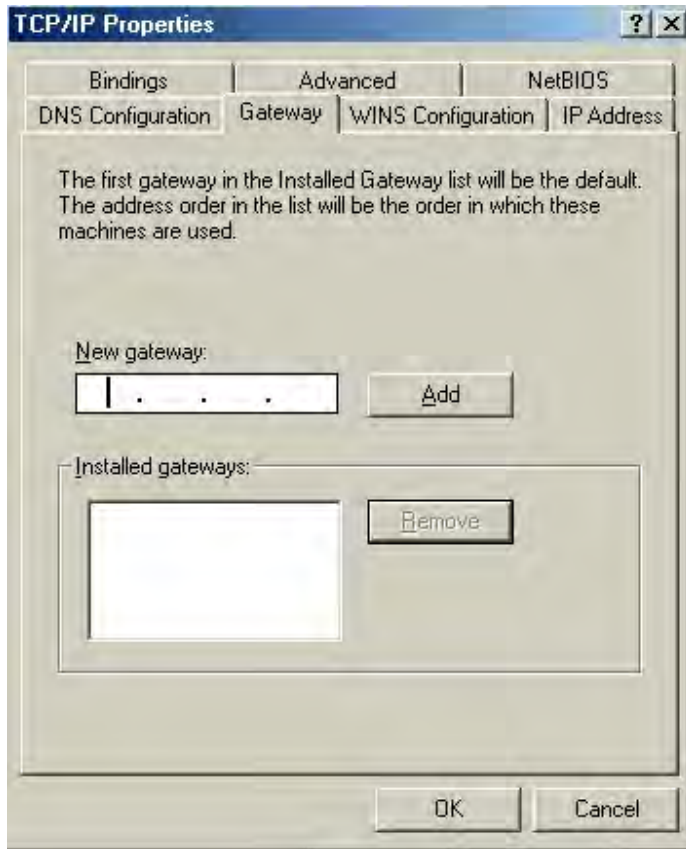 TCP/IP Properties
Bindings
Advanced
NetBIOS
DNS Configuration
Gateway
WINS Configuration
IP Address
The first gateway in the Installed Gateway list will be the default.
The address order in the list will be the order in which these
machines are used.
New gateway:
. . .
Add
Installed gateways:
Remove
OK
Cancel